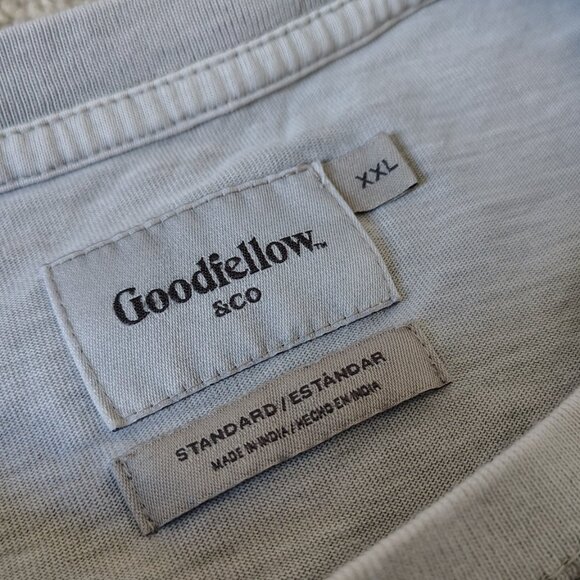 XXL
Goodfellow™
&CO
STANDARD/ESTÁNDAR
MADE IN INDIA/HECHO EN INDIA